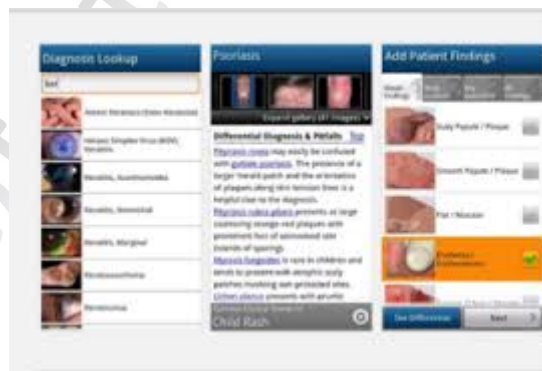 Diagnosis Lookup
ker
Herpes Simplex Virus (HSV),
Keratitis
Keratitis, Acanthamoeba
Keratitis, Interstitial
Keratitis, Marginal
Keratoacanthoma
Psoriasis
Expand gallery (41 images)
Differential Diagnosis & Pitfalls Top
Pityriasis rosea may easily be confused
with guttate psoriasis. The presence of a
larger herald patch and the orientation
of plaques along skin tension lines is a
helpful clue to the diagnosis.
Pityriasis rubra pilaris presents as large
coalescing orange-red plaques with
prominent foci of uninvolved skin
(islands of sparing).
Mycosis fungoides is rare in children and
tends to present with atrophic scaly
patches involving sun-protected sites.
Lichen planus presents with pruritic
Child Rash
Add Patient Findings
Scaly Papule / Plaque
Smooth Papule / Plaque
Flat / Macular
See Differential
Next